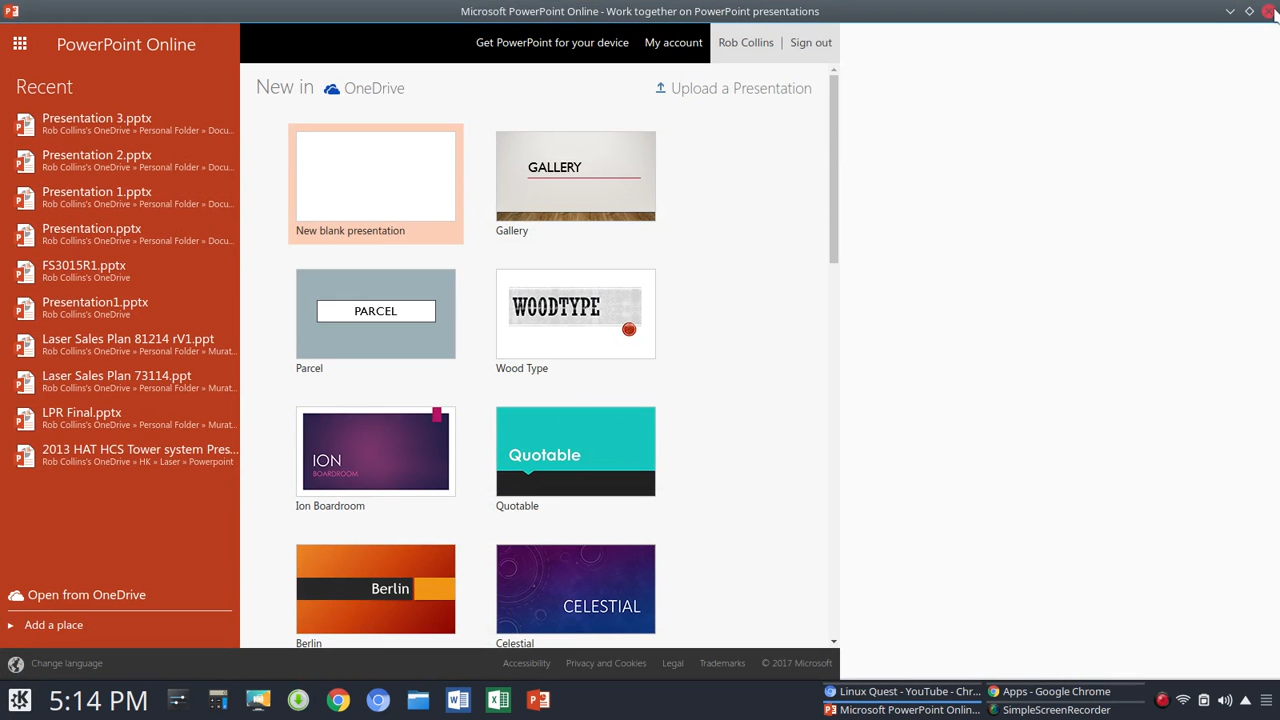 Microsoft PowerPoint Online - Work together on PowerPoint presentations
PowerPoint Online
Get PowerPoint for your device
My account
Rob Collins | Sign out
Recent
Presentation 3.pptx
Rob Collins's OneDrive » Personal Folder » Docu...
Presentation 2.pptx
Rob Collins's OneDrive » Personal Folder » Docu...
Presentation 1.pptx
Rob Collins's OneDrive » Personal Folder » Docu...
Presentation.pptx
Rob Collins's OneDrive » Personal Folder » Docu...
FS3015R1.pptx
Rob Collins's OneDrive
Presentation1.pptx
Rob Collins's OneDrive
Laser Sales Plan 81214 rV1.ppt
Rob Collins's OneDrive » Personal Folder » Murat...
Laser Sales Plan 73114.ppt
Rob Collins's OneDrive » Personal Folder » Murat...
LPR Final.pptx
Rob Collins's OneDrive » Personal Folder » Murat...
2013 HAT HCS Tower system Pres...
Rob Collins's OneDrive » HK » Laser » Powerpoint
Open from OneDrive
Add a place
New in OneDrive
Upload a Presentation
New blank presentation
GALLERY
Gallery
PARCEL
Parcel
WOODTYPE
Wood Type
ION
BOARDROOM
Ion Boardroom
Quotable
Quotable
Berlin
Berlin
CELESTIAL
Celestial
Change language
Accessibility
Privacy and Cookies
Legal
Trademarks
© 2017 Microsoft
5:14 PM
Linux Quest - YouTube - Chr...
Apps - Google Chrome
Microsoft PowerPoint Onlin...
SimpleScreenRecorder